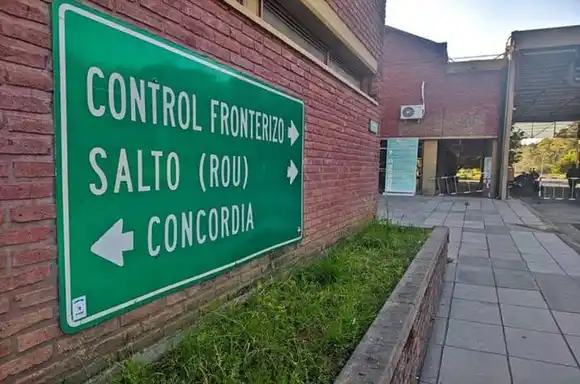 CONTROL FRONTERIZO
SALTO (ROU)
CONCORDIA